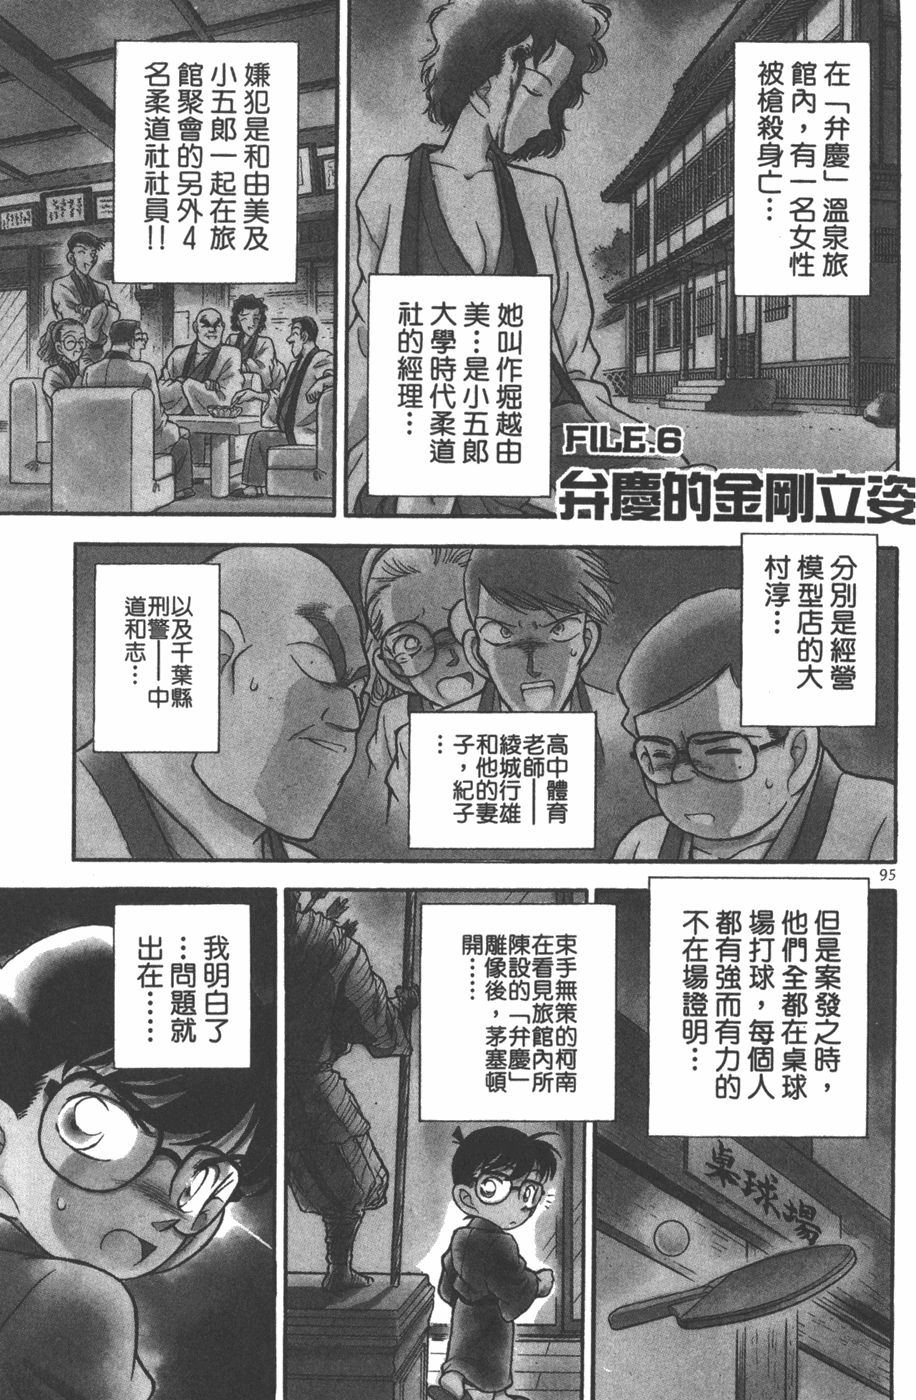 在「弁慶」溫泉旅
館內，有一名女性
被槍殺身亡…
她叫作堀越由
美…是小五郎
大學時代柔道
社的經理…
嫌犯是和由美及
小五郎一起在旅
館聚會的另外4
名柔道社社員!!
FILE.6
弁慶的金剛立姿
分別是經營
模型店的大
村淳…
高中體育
老師——
綾城行雄
和他的妻
子，紀子
…
以及千葉縣
刑警——中
道和志…
95
但是案發之時，
他們全都在桌球
場打球，每個人
都有強而有力的
不在場證明…
桌球場
束手無策的柯南
在看見旅館內所
陳設的「弁慶」
雕像後，茅塞頓
開……
我明白了
…問題就
出在……